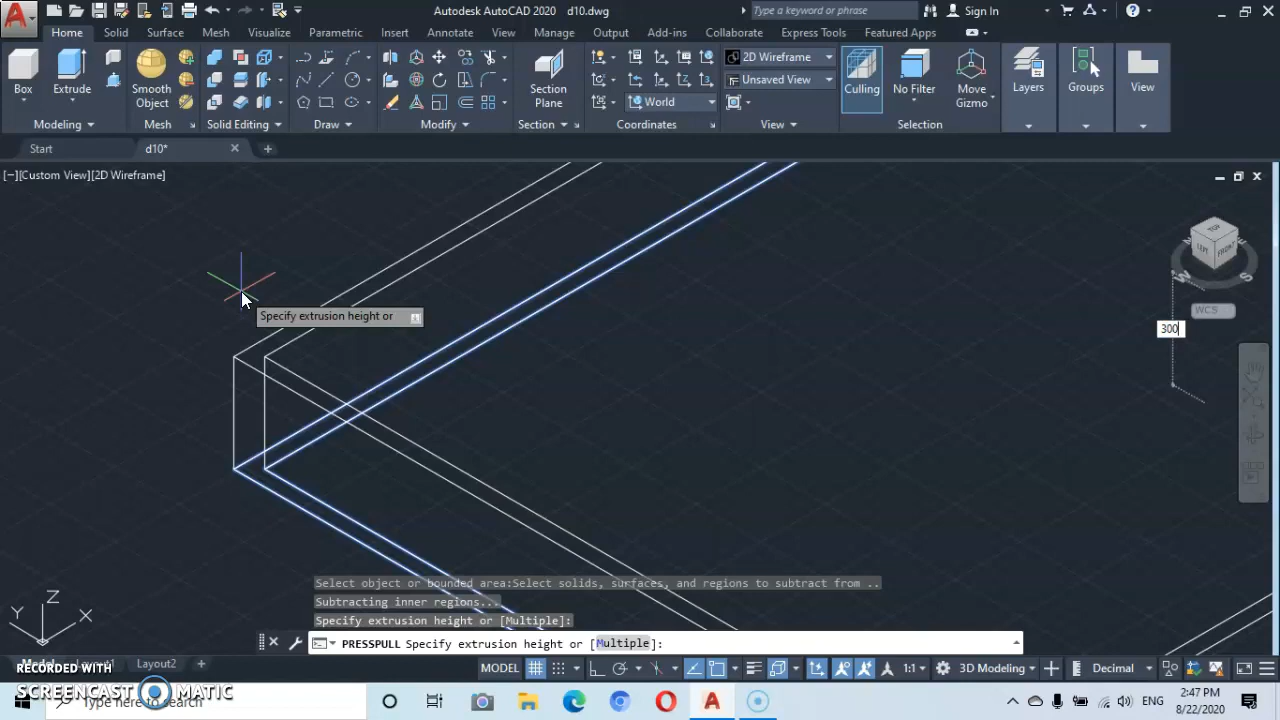 Autodesk AutoCAD 2020 d10.dwg
Type a keyword or phrase
Sign In
Home Solid Surface Mesh Visualize Parametric Insert Annotate View Manage Output Add-ins Collaborate Express Tools Featured Apps
Box
Extrude
Smooth Object
Section Plane
2D Wireframe
Unsaved View
World
Culling
No Filter
Move Gizmo
Layers
Groups
View
Modeling
Mesh
Solid Editing
Draw
Modify
Section
Coordinates
View
Selection
Start
d10*
[−][Custom View][2D Wireframe]
TOP
LEFT
FRONT
W
S
WCS
Specify extrusion height or
300
Z
Y
X
Select object or bounded area:Select solids, surfaces, and regions to subtract from ..
Subtracting inner regions...
Specify extrusion height or [Multiple]:
PRESSPULL Specify extrusion height or [Multiple]:
Layout2
MODEL
1:1
3D Modeling
Decimal
RECORDED WITH
SCREENCAST MATIC
Type here to search
ENG
2:47 PM
8/22/2020